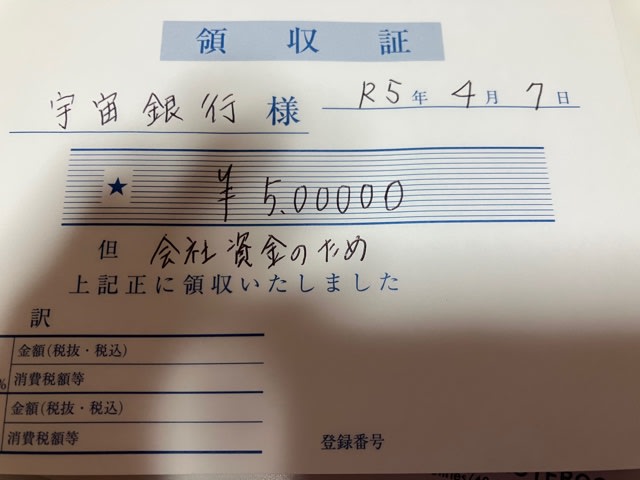 領収証
宇宙銀行 様
R5年 4月 7日
★ ¥5.00000
但 会社資金のため
上記正に領収いたしました
訳
金額(税抜・税込)
%
消費税額等
金額(税抜・税込)
消費税額等
登録番号